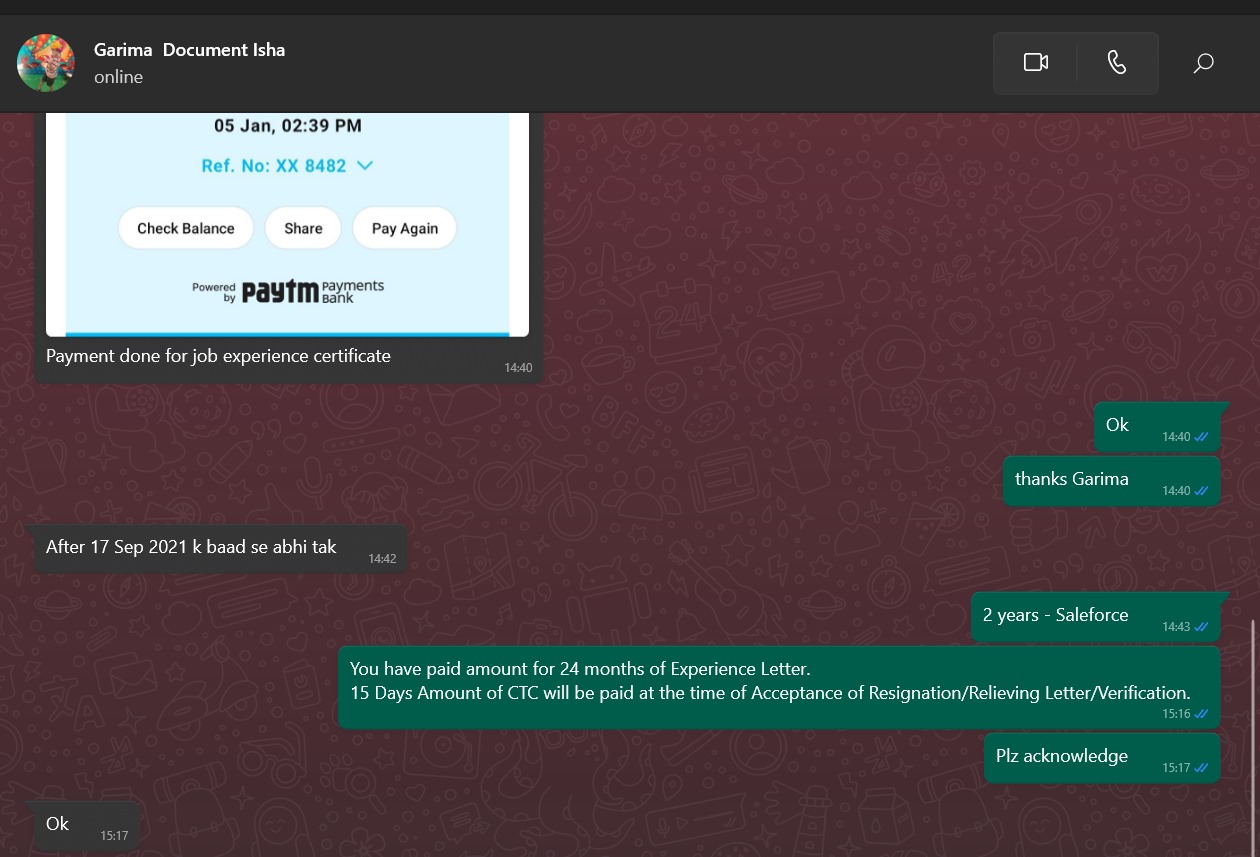 Garima  Document Isha
online
05 Jan, 02:39 PM
Ref. No: XX 8482
Check Balance
Share
Pay Again
Powered by paytm Payments Bank
Payment done for job experience certificate
14:40
Ok
14:40
thanks Garima
14:40
After 17 Sep 2021 k baad se abhi tak
14:42
2 years - Saleforce
14:43
You have paid amount for 24 months of Experience Letter.
15 Days Amount of CTC will be paid at the time of Acceptance of Resignation/Relieving Letter/Verification.
15:16
Plz acknowledge
15:17
Ok
15:17